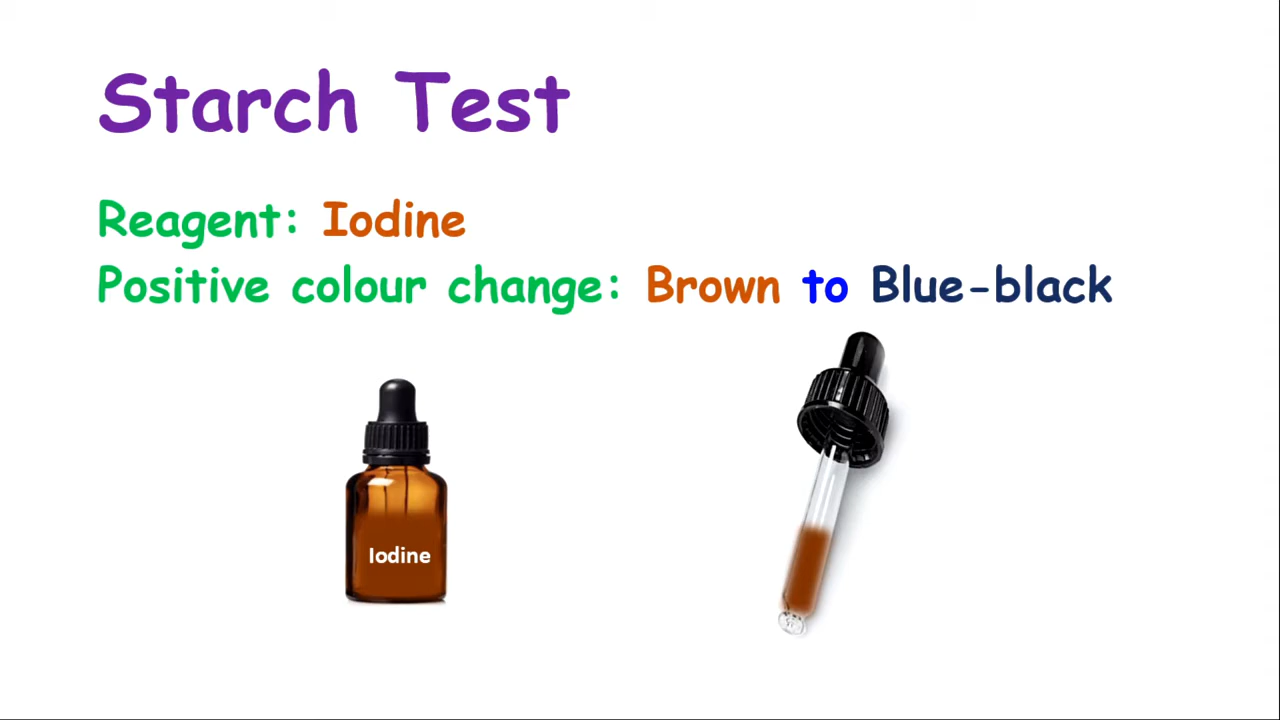 Starch Test
Reagent: Iodine
Positive colour change: Brown to Blue-black
Iodine